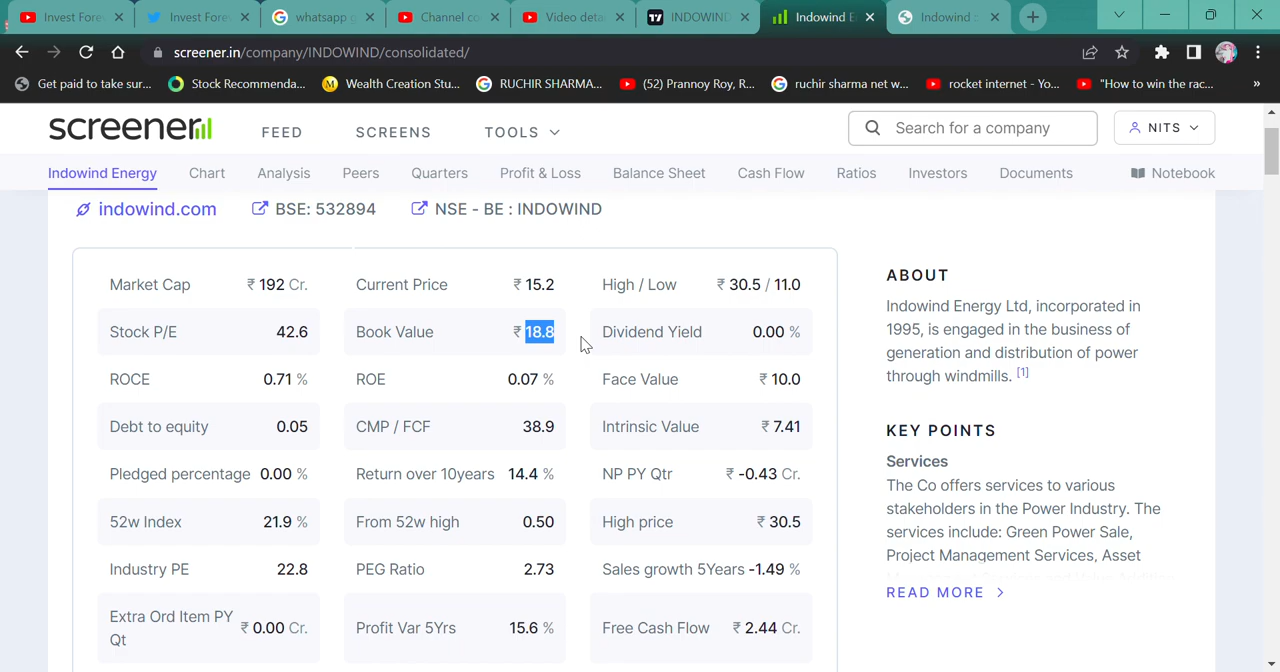 Invest Fore
Invest Fore
whatsapp g
Channel co
Video deta
INDOWIND
Indowind E
Indowind
screener.in/company/INDOWIND/consolidated/
Get paid to take sur...
Stock Recommenda...
Wealth Creation Stu...
RUCHIR SHARMA...
(52) Prannoy Roy, R...
ruchir sharma net w...
rocket internet - Yo...
"How to win the rac...
»
screener
FEED
SCREENS
TOOLS
Search for a company
NITS
Indowind Energy
Chart
Analysis
Peers
Quarters
Profit & Loss
Balance Sheet
Cash Flow
Ratios
Investors
Documents
Notebook
indowind.com
BSE: 532894
NSE - BE : INDOWIND
Market Cap ₹ 192 Cr.
Current Price ₹ 15.2
High / Low ₹ 30.5 / 11.0
Stock P/E 42.6
Book Value ₹ 18.8
Dividend Yield 0.00 %
ROCE 0.71 %
ROE 0.07 %
Face Value ₹ 10.0
Debt to equity 0.05
CMP / FCF 38.9
Intrinsic Value ₹ 7.41
Pledged percentage 0.00 %
Return over 10years 14.4 %
NP PY Qtr ₹ -0.43 Cr.
52w Index 21.9 %
From 52w high 0.50
High price ₹ 30.5
Industry PE 22.8
PEG Ratio 2.73
Sales growth 5Years -1.49 %
Extra Ord Item PY
Qt ₹ 0.00 Cr.
Profit Var 5Yrs 15.6 %
Free Cash Flow ₹ 2.44 Cr.
ABOUT
Indowind Energy Ltd, incorporated in
1995, is engaged in the business of
generation and distribution of power
through windmills. [1]
KEY POINTS
Services
The Co offers services to various
stakeholders in the Power Industry. The
services include: Green Power Sale,
Project Management Services, Asset
READ MORE